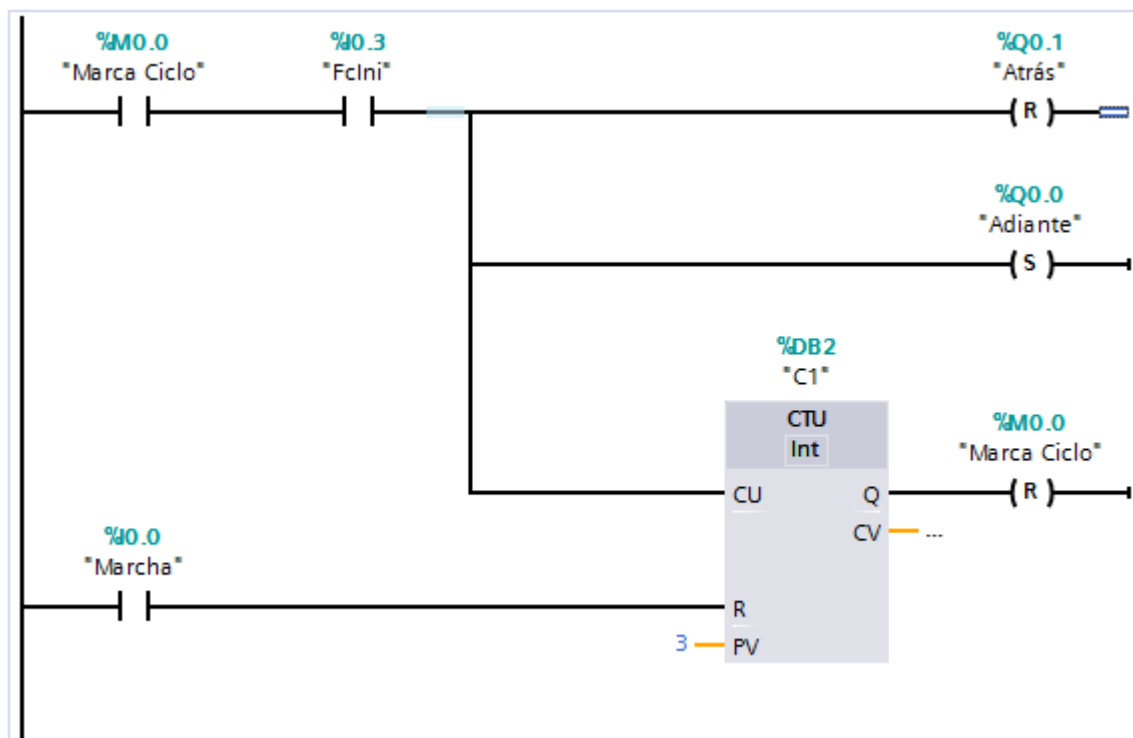 %M0.0
"Marca Ciclo"
%I0.3
"FcIni"
%Q0.1
"Atrás"
R
%Q0.0
"Adiante"
S
%DB2
"C1"
CTU
Int
%M0.0
"Marca Ciclo"
CU
Q
R
CV
...
%I0.0
"Marcha"
R
3
PV